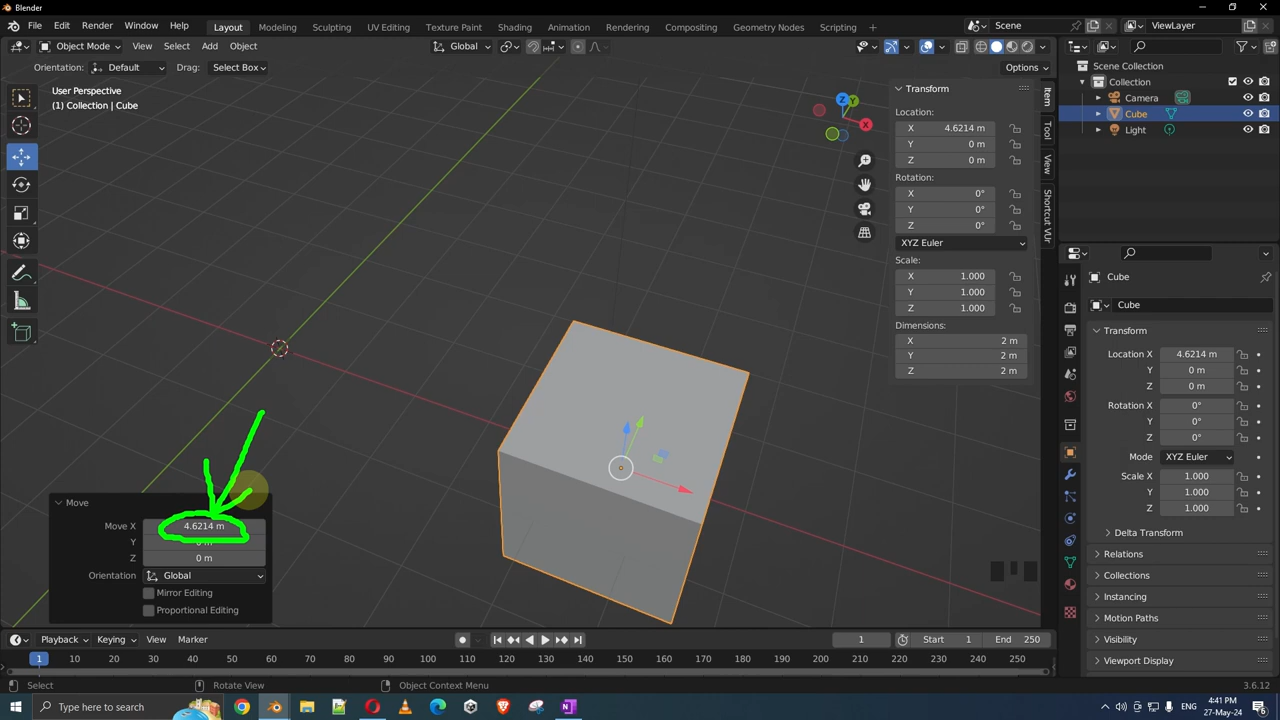 Blender
File Edit Render Window Help Layout Modeling Sculpting UV Editing Texture Paint Shading Animation Rendering Compositing Geometry Nodes Scripting + Scene ViewLayer
Object Mode View Select Add Object Global
Orientation: Default Drag: Select Box Options
User Perspective
(1) Collection | Cube
Z Y X
Transform
Location:
X 4.6214 m
Y 0 m
Z 0 m
Rotation:
X 0°
Y 0°
Z 0°
XYZ Euler
Scale:
X 1.000
Y 1.000
Z 1.000
Dimensions:
X 2 m
Y 2 m
Z 2 m
Item
Tool
View
Shortcut VUr
Scene Collection
Collection
Camera
Cube
Light
Cube
Cube
Transform
Location X 4.6214 m
Y 0 m
Z 0 m
Rotation X 0°
Y 0°
Z 0°
Mode XYZ Euler
Scale X 1.000
Y 1.000
Z 1.000
Delta Transform
Relations
Collections
Instancing
Motion Paths
Visibility
Viewport Display
Move
Move X 4.6214 m
Y 0 m
Z 0 m
Orientation Global
Mirror Editing
Proportional Editing
Playback Keying View Marker 1 Start 1 End 250
1 10 20 30 40 50 60 70 80 90 100 110 120 130 140 150 160 170 180 190 200 210 220 230 240 250
Select Rotate View Object Context Menu 3.6.12
Type here to search
4:41 PM
27-May-24